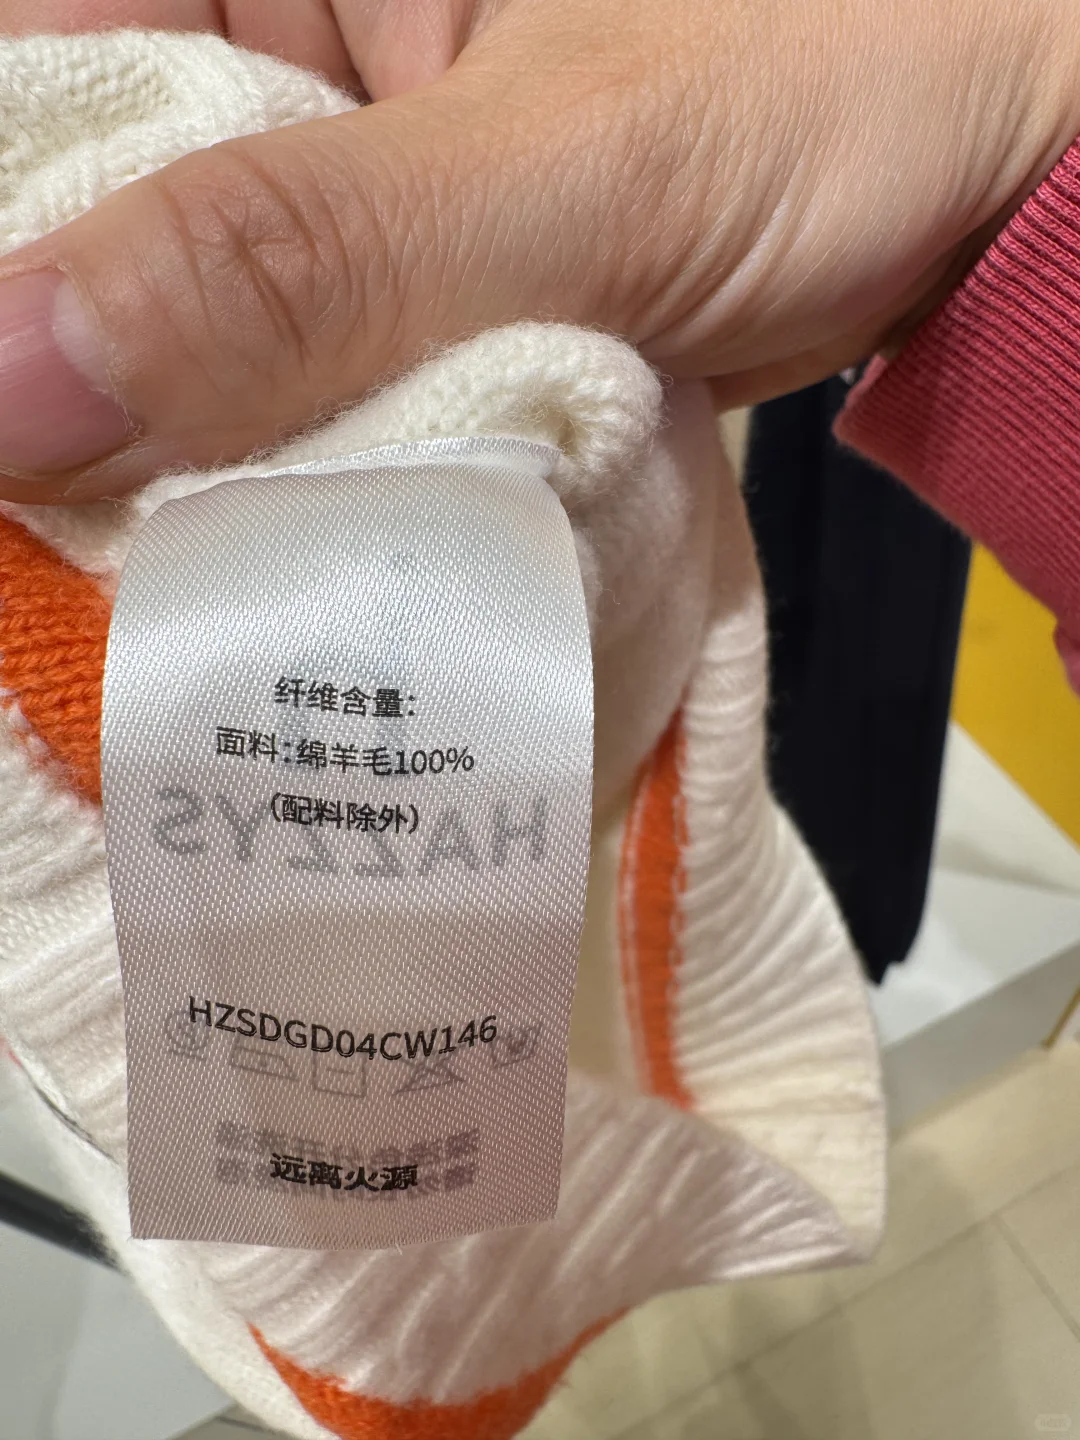 纤维含量：
面料：绵羊毛100%
（配料除外）
HAZZYS
HZSDGD04CW146
远离火源